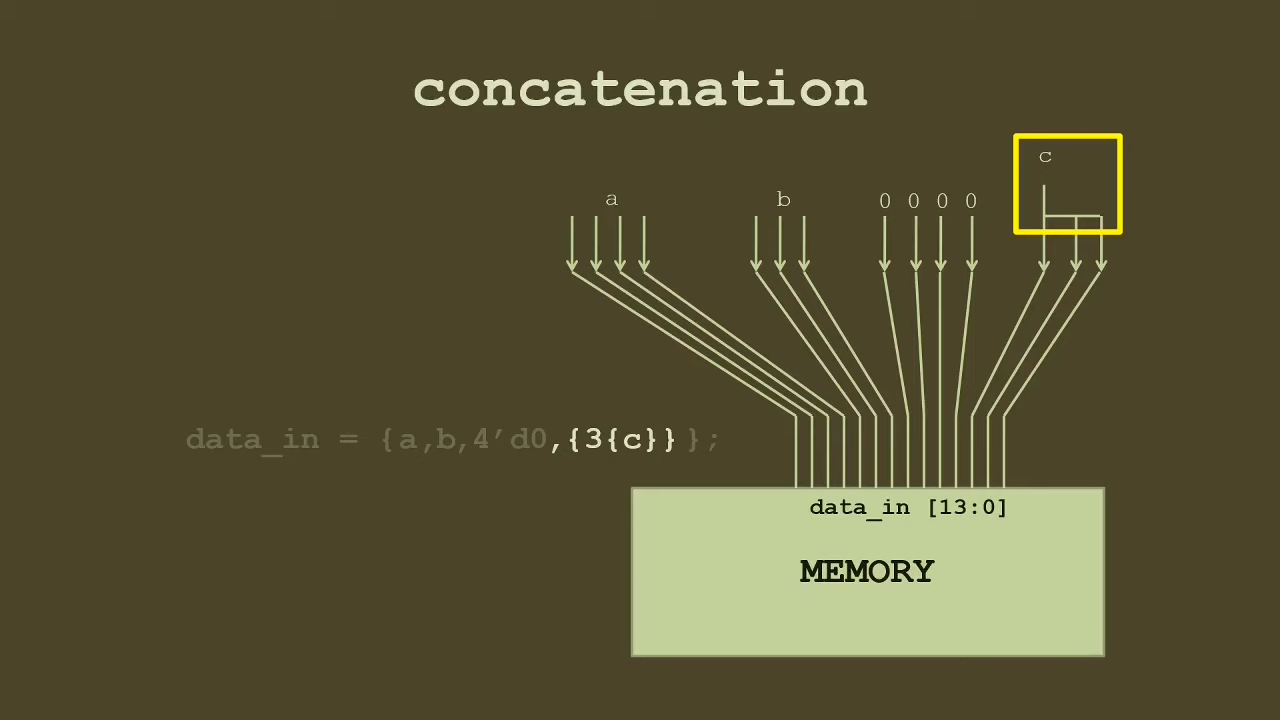 concatenation
c
a b 0 0 0 0
data_in = {a,b,4’d0,{3{c}}};
data_in [13:0]
MEMORY